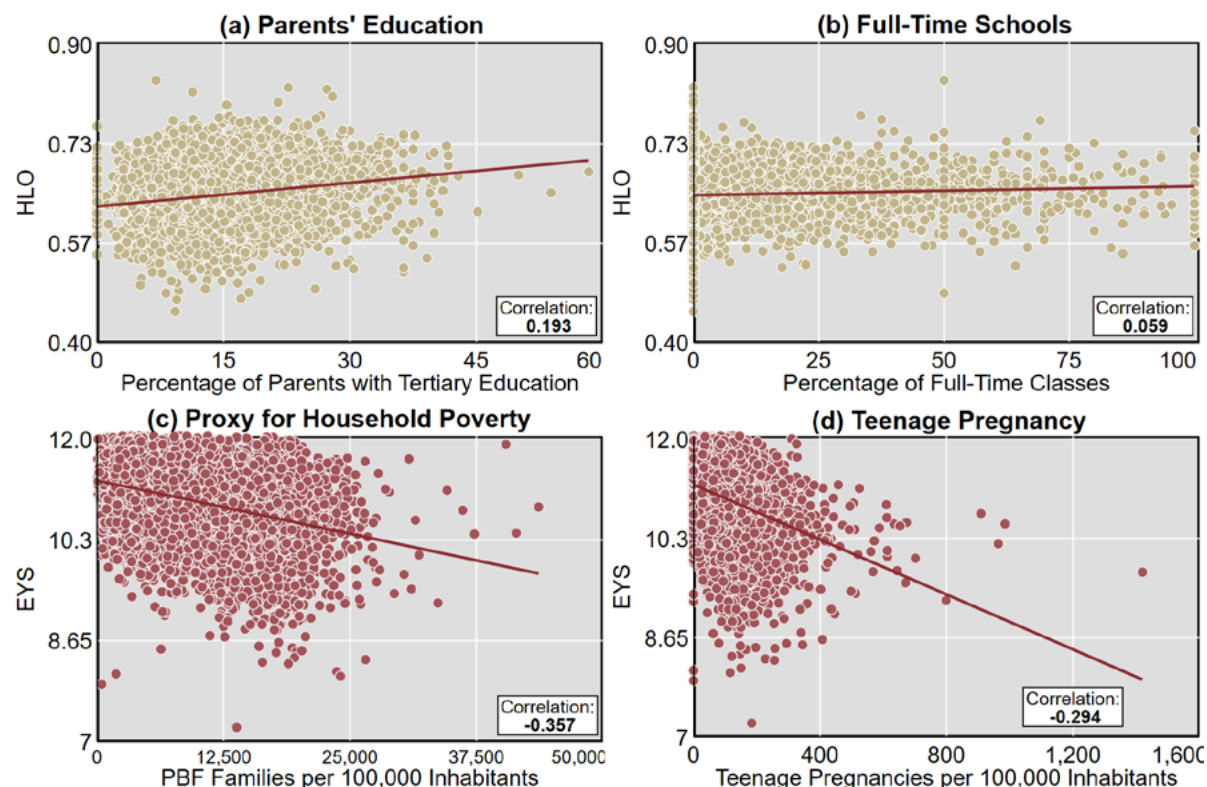 (a) Parents' Education
0.90
0.73
0.57
0.40
HLO
Correlation:
0.193
0 15 30 45 60
Percentage of Parents with Tertiary Education
(b) Full-Time Schools
0.90
0.73
0.57
0.40
HLO
Correlation:
0.059
0 25 50 75 100
Percentage of Full-Time Classes
(c) Proxy for Household Poverty
12.0
10.3
8.65
7
EYS
Correlation:
-0.357
0 12,500 25,000 37,500 50,000
PBF Families per 100,000 Inhabitants
(d) Teenage Pregnancy
12.0
10.3
8.65
7
EYS
Correlation:
-0.294
0 400 800 1,200 1,600
Teenage Pregnancies per 100,000 Inhabitants